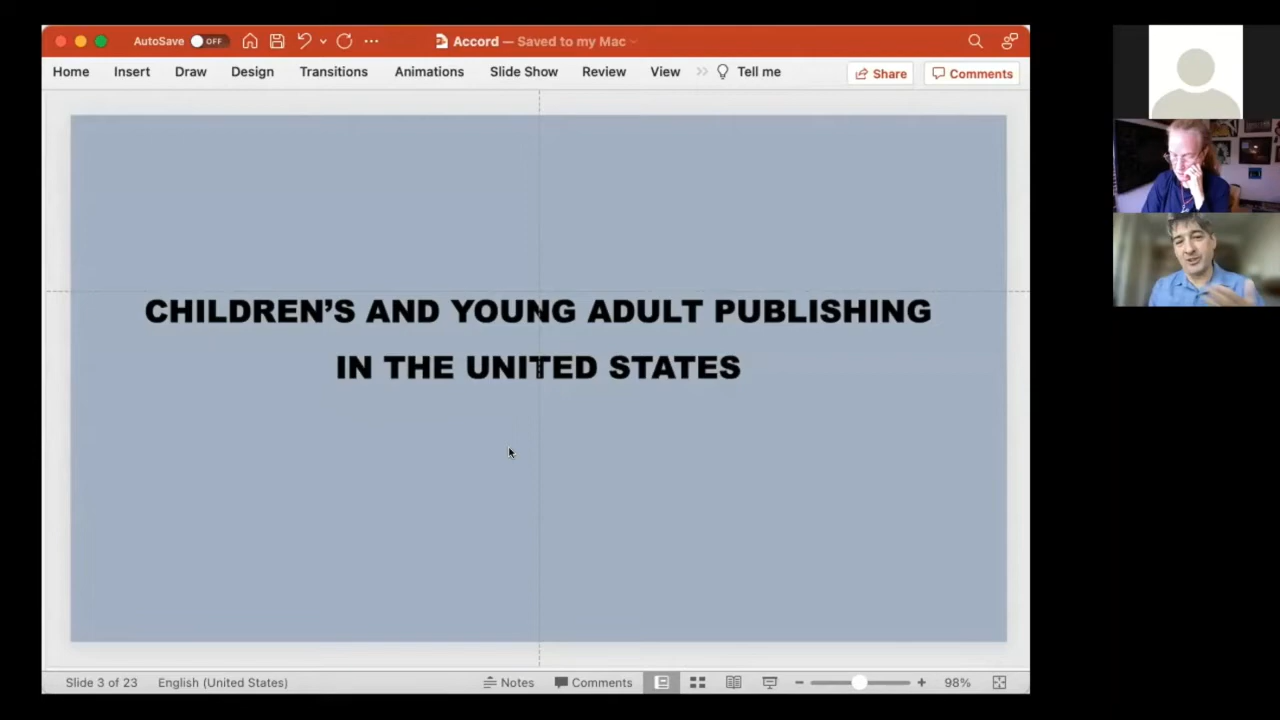 AutoSave OFF
Accord — Saved to my Mac
Home Insert Draw Design Transitions Animations Slide Show Review View Tell me Share Comments
CHILDREN'S AND YOUNG ADULT PUBLISHING
IN THE UNITED STATES
Slide 3 of 23 English (United States) Notes Comments 98%